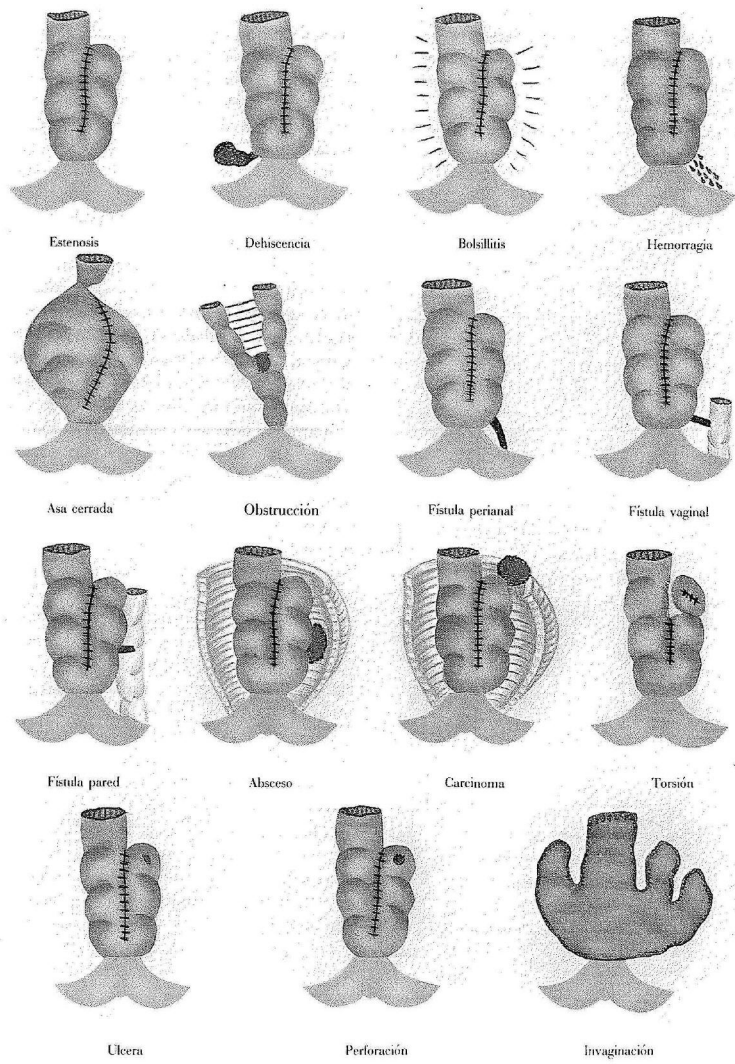 Estenosis
Dehiscencia
Bolsillitis
Hemorragia
Asa cerrada
Obstrucción
Fístula perianal
Fístula vaginal
Fístula pared
Absceso
Carcinoma
Torsión
Ulcera
Perforación
Invaginación